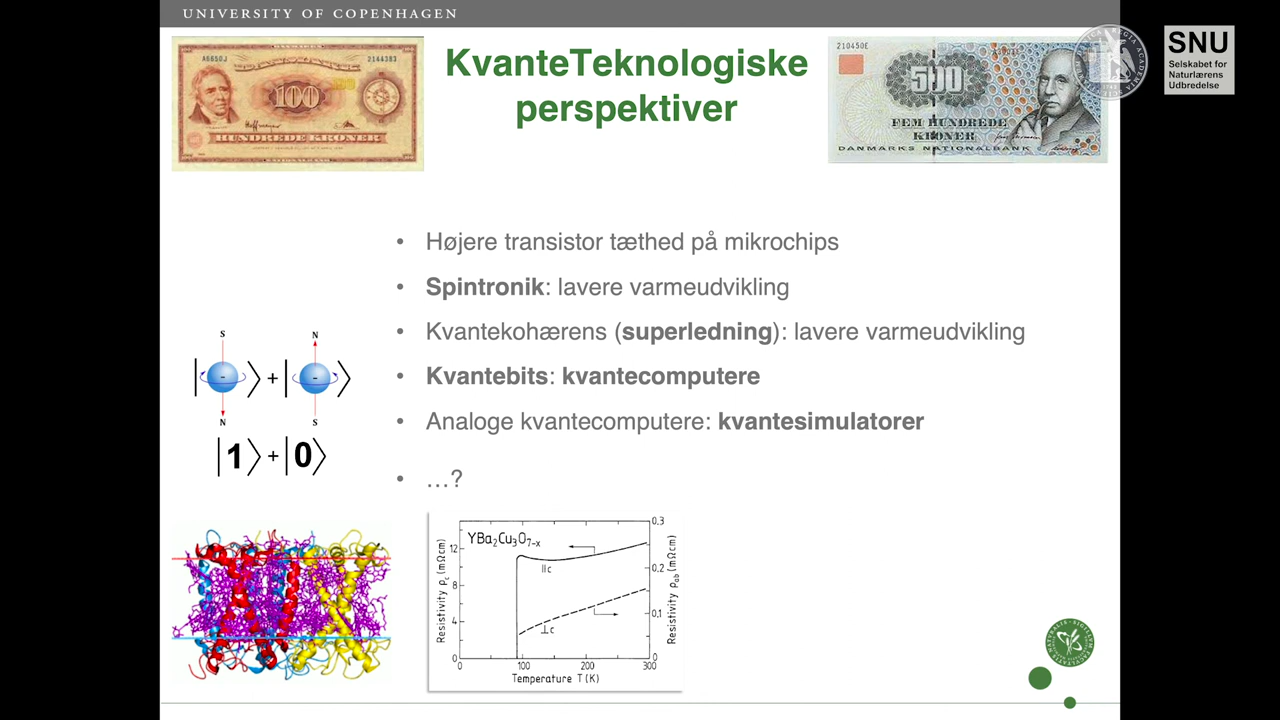 UNIVERSITY OF COPENHAGEN
KvanteTeknologiske
perspektiver
A6650J
2144383
100
HUNDREDE KRONER
210450E
500
FEM HUNDREDE
KRONER
DANMARKS NATIONALBANK
SNU
Selskabet for
Naturlærens
Udbredelse
• Højere transistor tæthed på mikrochips
• Spintronik: lavere varmeudvikling
• Kvantekohærens (superledning): lavere varmeudvikling
• Kvantebits: kvantecomputere
• Analoge kvantecomputere: kvantesimulatorer
• …?
S N
|-⟩+|-⟩
N S
|1⟩+|0⟩
YBa2Cu3O7-x
Resistivity ρc (mΩcm)
12
8
4
0
||c
⊥c
0.3
0.2
0.1
0
Resistivity ρab (mΩcm)
0 100 200 300
Temperature T (K)